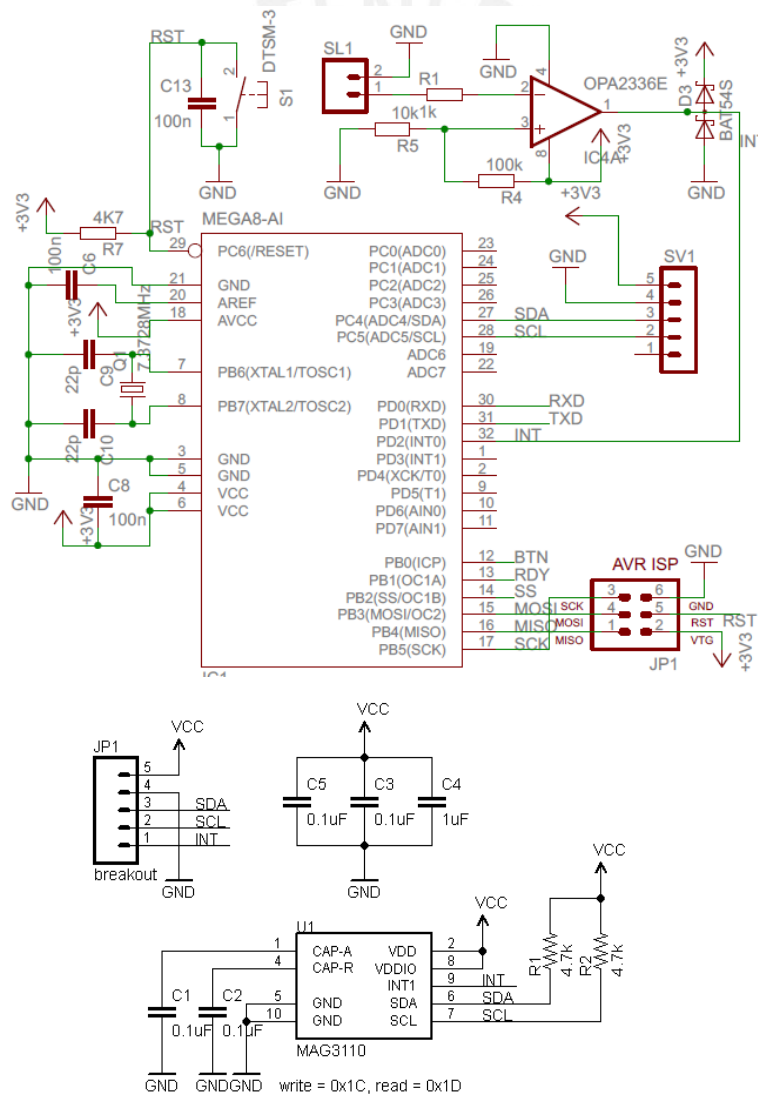 RST
DTSM-3
2
C13
100n
1
S1
GND
SL1
GND
2
1
R1
1k
10k
R5
GND
100k
R4
GND
4
2
3
8
1
OPA2336E
IC4A
+3V3
+3V3
+3V3
D3
BAT54S
GND
INT
+3V3
4K7
R7
RST
MEGA8-AI
29
PC6(/RESET)
PC0(ADC0)
23
PC1(ADC1)
24
100n
C6
21
GND
PC2(ADC2)
25
20
AREF
PC3(ADC3)
26
+3V3
18
AVCC
PC4(ADC4/SDA)
27
SDA
PC5(ADC5/SCL)
28
SCL
ADC6
19
ADC7
22
22p
C9
Q1
7.3728MHz
7
PB6(XTAL1/TOSC1)
8
PB7(XTAL2/TOSC2)
PD0(RXD)
30
RXD
PD1(TXD)
31
TXD
PD2(INT0)
32
INT
22p
C10
3
GND
PD3(INT1)
1
5
GND
PD4(XCK/T0)
2
4
VCC
PD5(T1)
9
6
VCC
PD6(AIN0)
10
PD7(AIN1)
11
GND
C8
+3V3
100n
PB0(ICP)
12
BTN
PB1(OC1A)
13
RDY
PB2(SS/OC1B)
14
SS
PB3(MOSI/OC2)
15
MOSI
PB4(MISO)
16
MISO
PB5(SCK)
17
SCK
GND
SV1
5
4
3
2
1
AVR ISP
GND
3
6
SCK
GND
4
5
MOSI
RST
RST
1
2
MISO
VTG
+3V3
JP1
VCC
JP1
5
4
3
SDA
2
SCL
1
INT
breakout
GND
VCC
C5
0.1uF
C3
0.1uF
C4
1uF
GND
U1
1
CAP-A
VDD
2
4
CAP-R
VDDIO
8
INT1
9
INT
5
GND
SDA
6
SDA
10
GND
SCL
7
SCL
MAG3110
VCC
VCC
R1
4.7k
R2
4.7k
C1
0.1uF
C2
0.1uF
GND
GND
GND
write = 0x1C, read = 0x1D